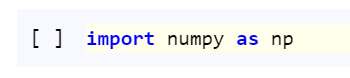 [ ] import numpy as np